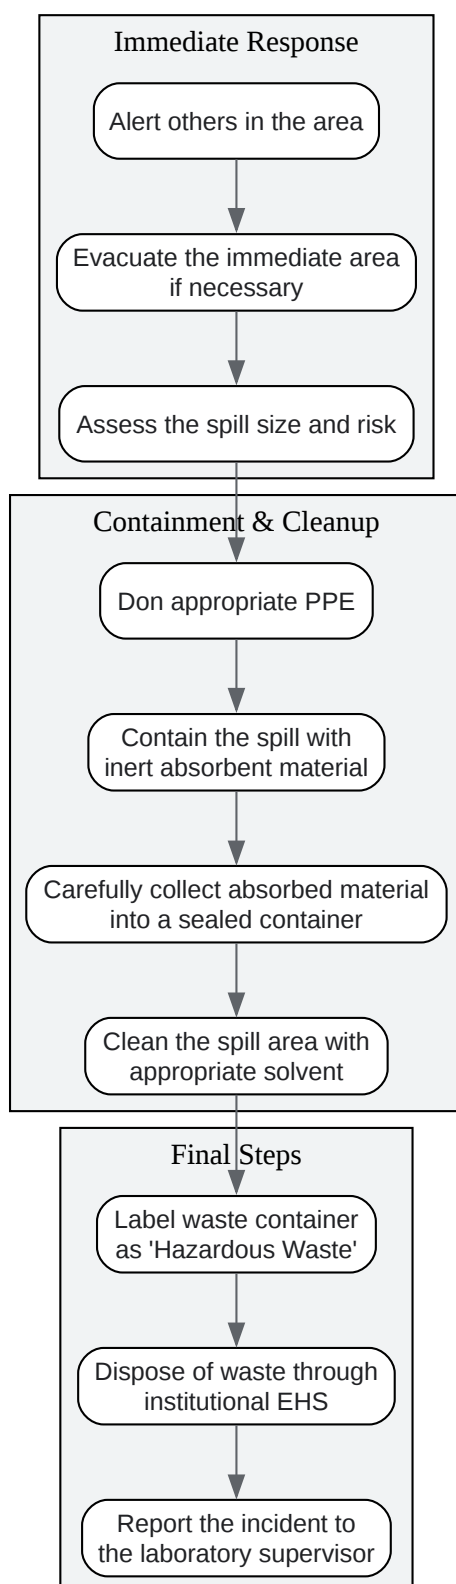 Immediate Response
Alert others in the area
Evacuate the immediate area
if necessary
Assess the spill size and risk
Containment & Cleanup
Don appropriate PPE
Contain the spill with
inert absorbent material
Carefully collect absorbed material
into a sealed container
Clean the spill area with
appropriate solvent
Final Steps
Label waste container
as 'Hazardous Waste'
Dispose of waste through
institutional EHS
Report the incident to
the laboratory supervisor